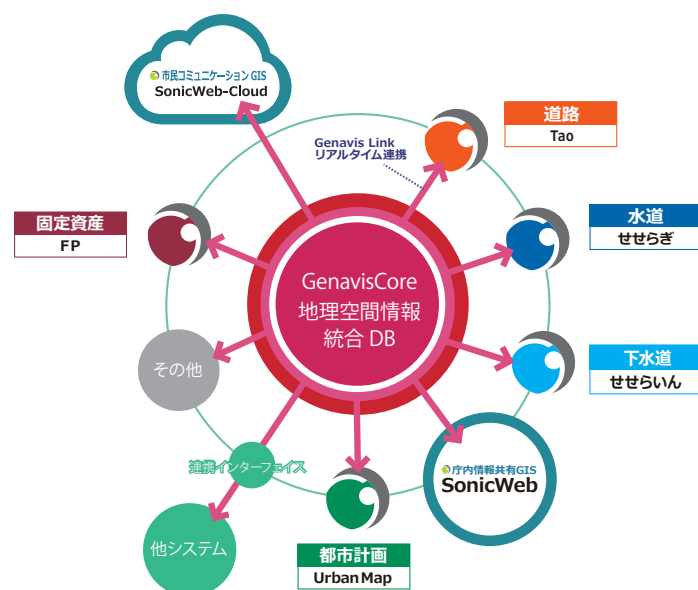 市民コミュニケーションGIS
SonicWeb-Cloud
Genavis Link
リアルタイム連携
道路
Tao
固定資産
FP
水道
せせらぎ
GenavisCore
地理空間情報
統合 DB
その他
下水道
せせらいん
連携インターフェイス
庁内情報共有GIS
SonicWeb
他システム
都市計画
Urban Map